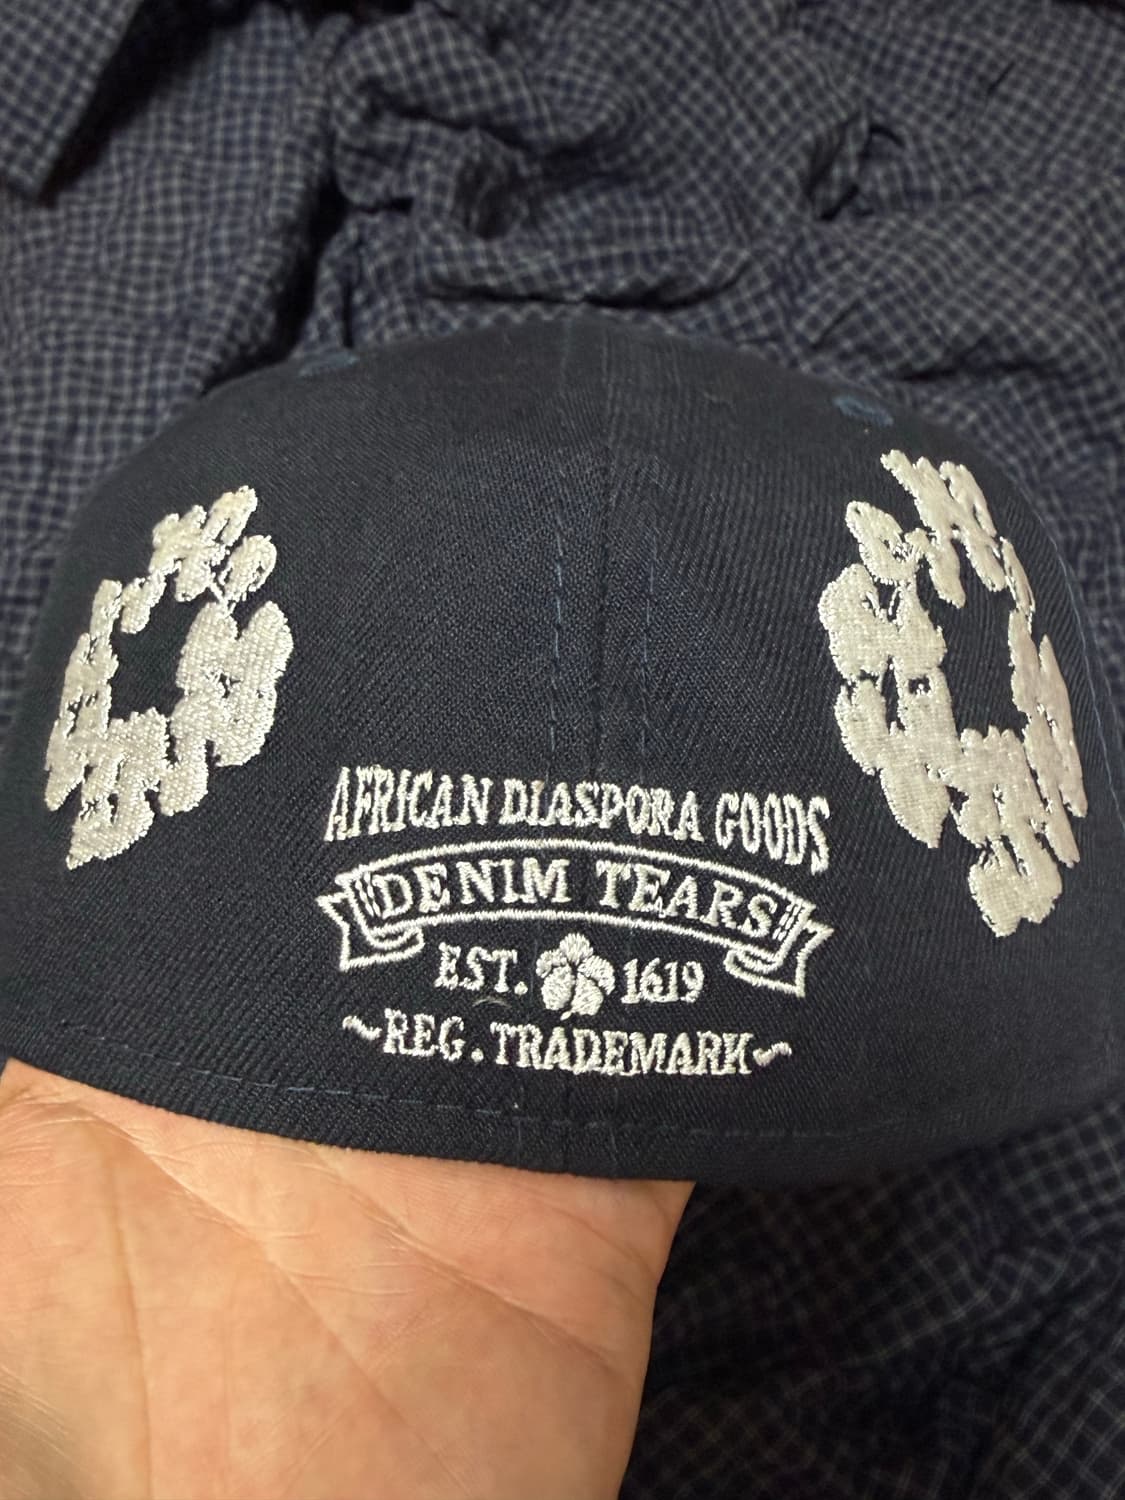 AFRICAN DIASPORA GOODS
DENIM TEARS
EST. 1619
~REG. TRADEMARK~